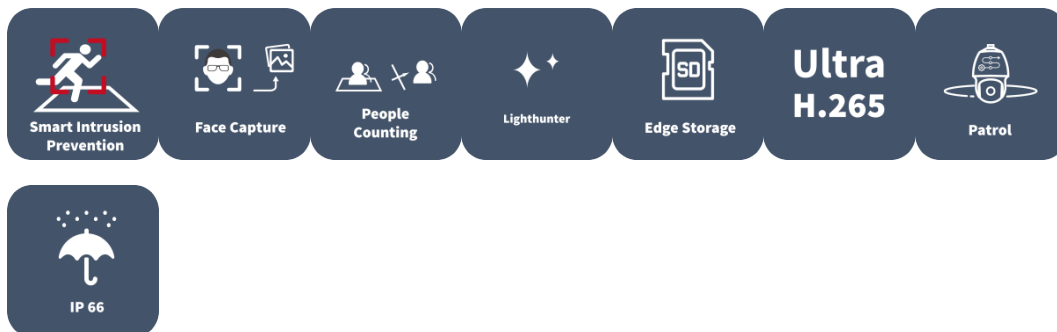 Smart Intrusion
Prevention
Face Capture
People
Counting
Lighthunter
SD
Edge Storage
Ultra
H.265
Patrol
IP 66